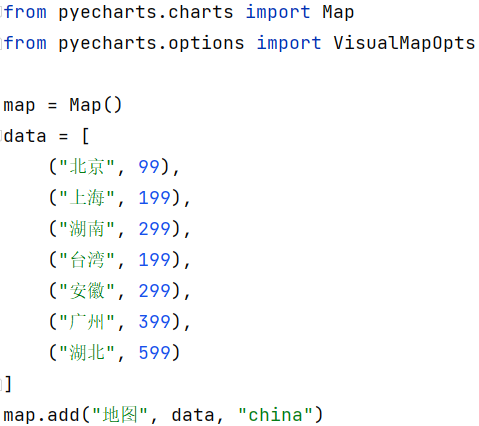 from pyecharts.charts import Map
from pyecharts.options import VisualMapOpts

map = Map()
data = [
    ("北京", 99),
    ("上海", 199),
    ("湖南", 299),
    ("台湾", 199),
    ("安徽", 299),
    ("广州", 399),
    ("湖北", 599)
]
map.add("地图", data, "china")